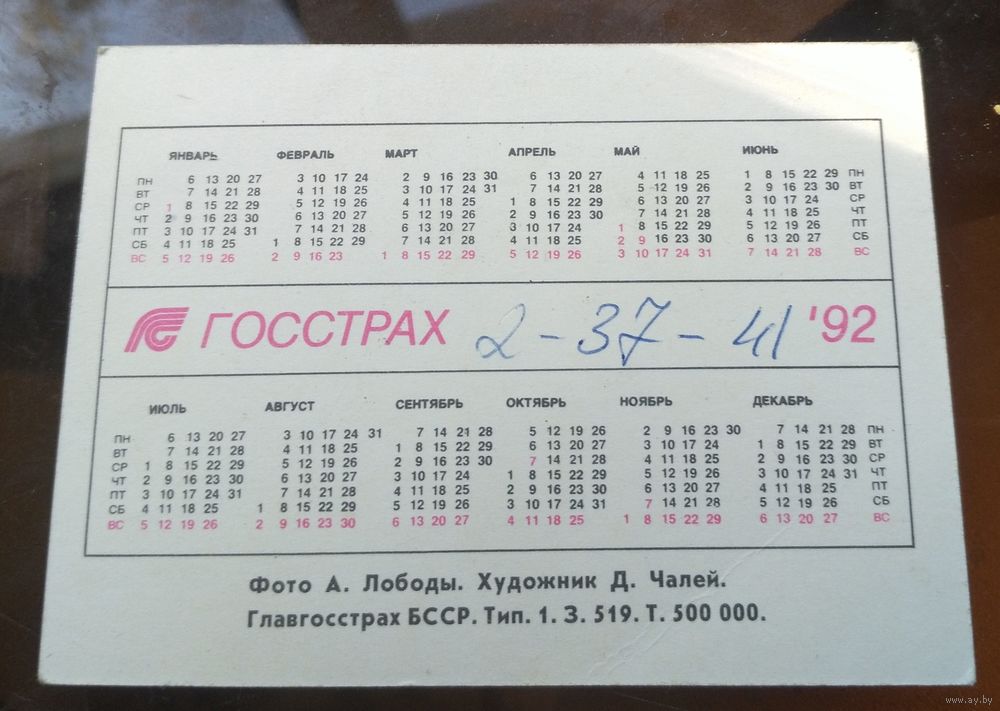 ЯНВАРЬ ФЕВРАЛЬ МАРТ АПРЕЛЬ МАЙ ИЮНЬ
ПН 6 13 20 27 3 10 17 24 2 9 16 23 30 6 13 20 27 4 11 18 25 1 8 15 22 29 ПН
ВТ 7 14 21 28 4 11 18 25 3 10 17 24 31 7 14 21 28 5 12 19 26 2 9 16 23 30 ВТ
СР 1 8 15 22 29 5 12 19 26 4 11 18 25 1 8 15 22 29 6 13 20 27 3 10 17 24 СР
ЧТ 2 9 16 23 30 6 13 20 27 5 12 19 26 2 9 16 23 30 7 14 21 28 4 11 18 25 ЧТ
ПТ 3 10 17 24 31 7 14 21 28 6 13 20 27 3 10 17 24 1 8 15 22 29 5 12 19 26 ПТ
СБ 4 11 18 25 1 8 15 22 29 7 14 21 28 4 11 18 25 2 9 16 23 30 6 13 20 27 СБ
ВС 5 12 19 26 2 9 16 23 1 8 15 22 29 5 12 19 26 3 10 17 24 31 7 14 21 28 ВС
ГОССТРАХ 2-37-41 '92
ИЮЛЬ АВГУСТ СЕНТЯБРЬ ОКТЯБРЬ НОЯБРЬ ДЕКАБРЬ
ПН 6 13 20 27 3 10 17 24 31 7 14 21 28 5 12 19 26 2 9 16 23 30 7 14 21 28 ПН
ВТ 7 14 21 28 4 11 18 25 1 8 15 22 29 6 13 20 27 3 10 17 24 1 8 15 22 29 ВТ
СР 1 8 15 22 29 5 12 19 26 2 9 16 23 30 7 14 21 28 4 11 18 25 2 9 16 23 30 СР
ЧТ 2 9 16 23 30 6 13 20 27 3 10 17 24 1 8 15 22 29 5 12 19 26 3 10 17 24 31 ЧТ
ПТ 3 10 17 24 31 7 14 21 28 4 11 18 25 2 9 16 23 30 6 13 20 27 4 11 18 25 ПТ
СБ 4 11 18 25 1 8 15 22 29 5 12 19 26 3 10 17 24 31 7 14 21 28 5 12 19 26 СБ
ВС 5 12 19 26 2 9 16 23 30 6 13 20 27 4 11 18 25 1 8 15 22 29 6 13 20 27 ВС
Фото А. Лободы. Художник Д. Чалей.
Главгосстрах БССР. Тип. 1. З. 519. Т. 500 000.
www.ay.by